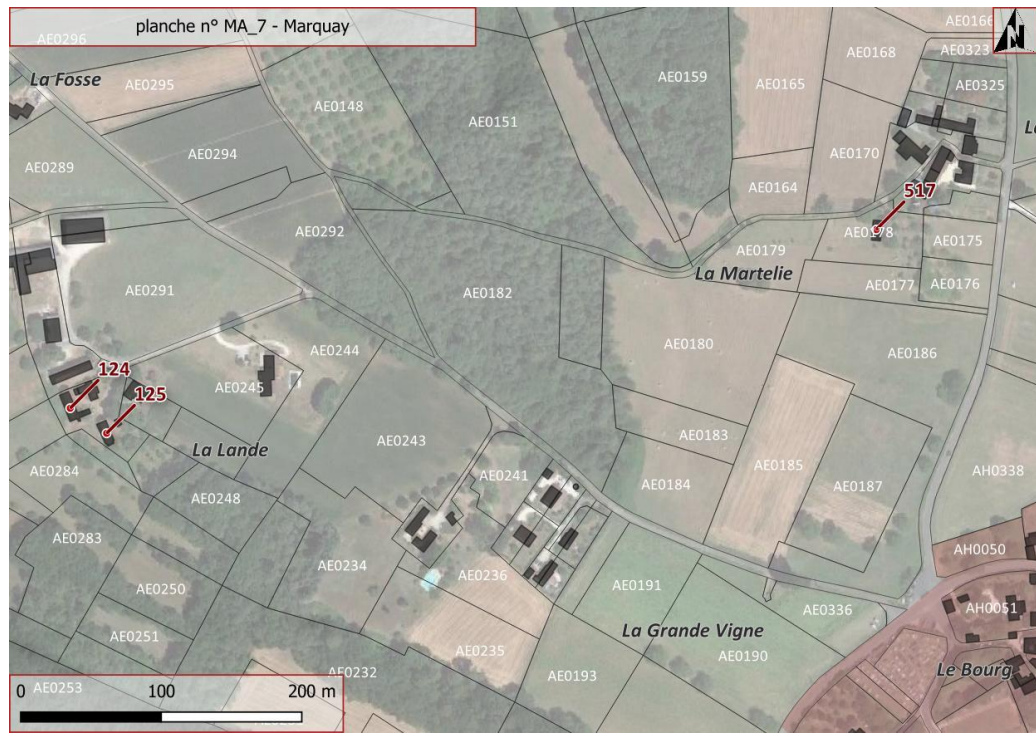 planche n° MA_7 - Marquay
N
AE0296
AE0166
AE0168
AE0323
La Fosse
AE0295
AE0159
AE0165
AE0325
AE0148
AE0151
AE0294
AE0170
AE0289
AE0164
517
AE0292
AE0178
AE0179
AE0175
La Martelie
AE0291
AE0182
AE0177
AE0176
AE0244
AE0180
AE0186
124
AE0245
125
AE0243
AE0183
La Lande
AE0284
AE0241
AE0185
AH0338
AE0248
AE0184
AE0187
AE0283
AE0234
AH0050
AE0250
AE0236
AE0191
AE0336
AH0051
AE0251
La Grande Vigne
AE0235
AE0190
AE0232
AE0193
Le Bourg
AE0253
0 100 200 m